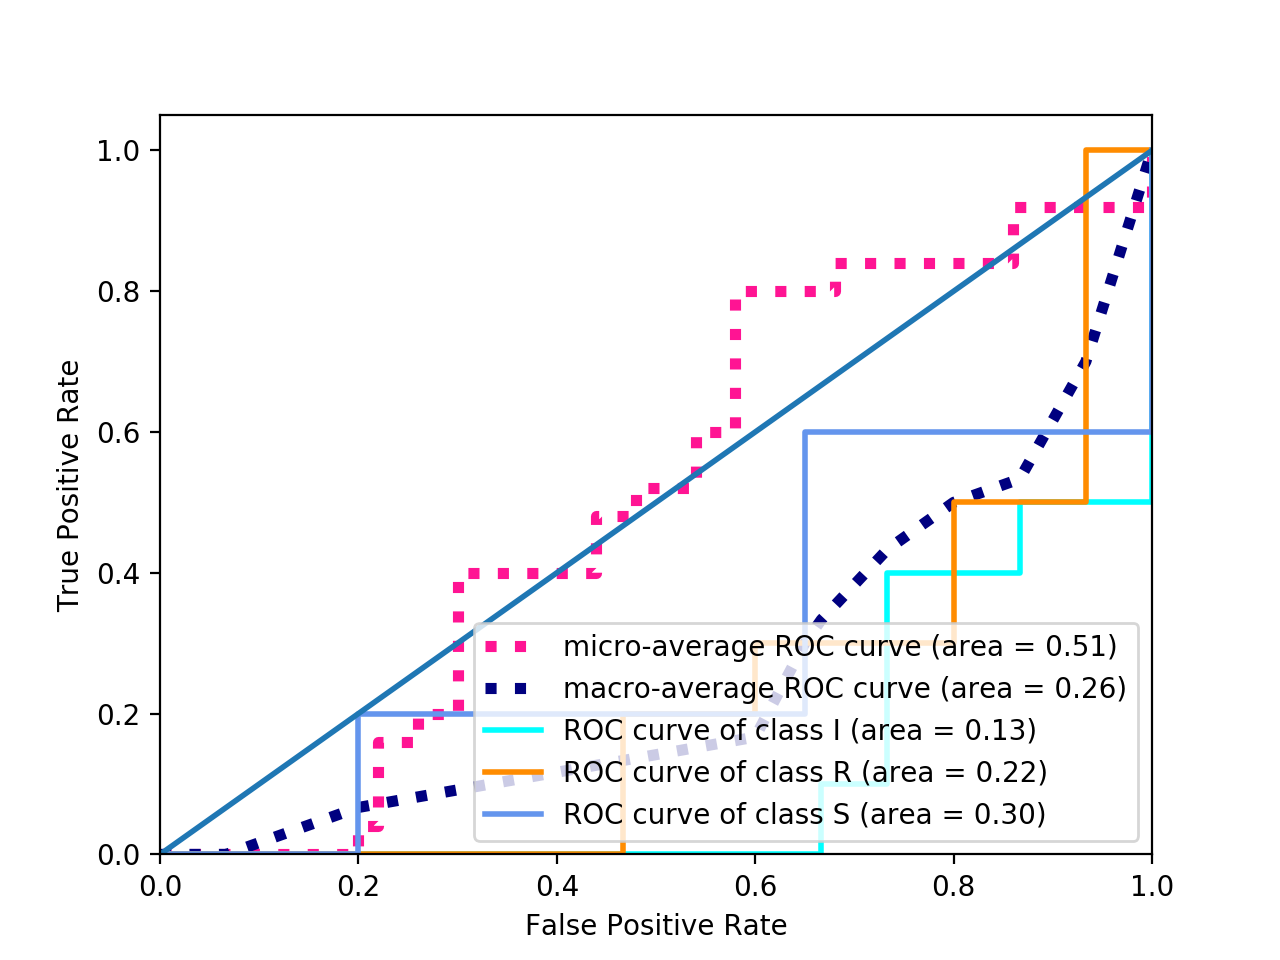 1.0
0.8
0.6
0.4
0.2
0.0
True Positive Rate
micro-average ROC curve (area = 0.51)
macro-average ROC curve (area = 0.26)
ROC curve of class I (area = 0.13)
ROC curve of class R (area = 0.22)
ROC curve of class S (area = 0.30)
0.0 0.2 0.4 0.6 0.8 1.0
False Positive Rate